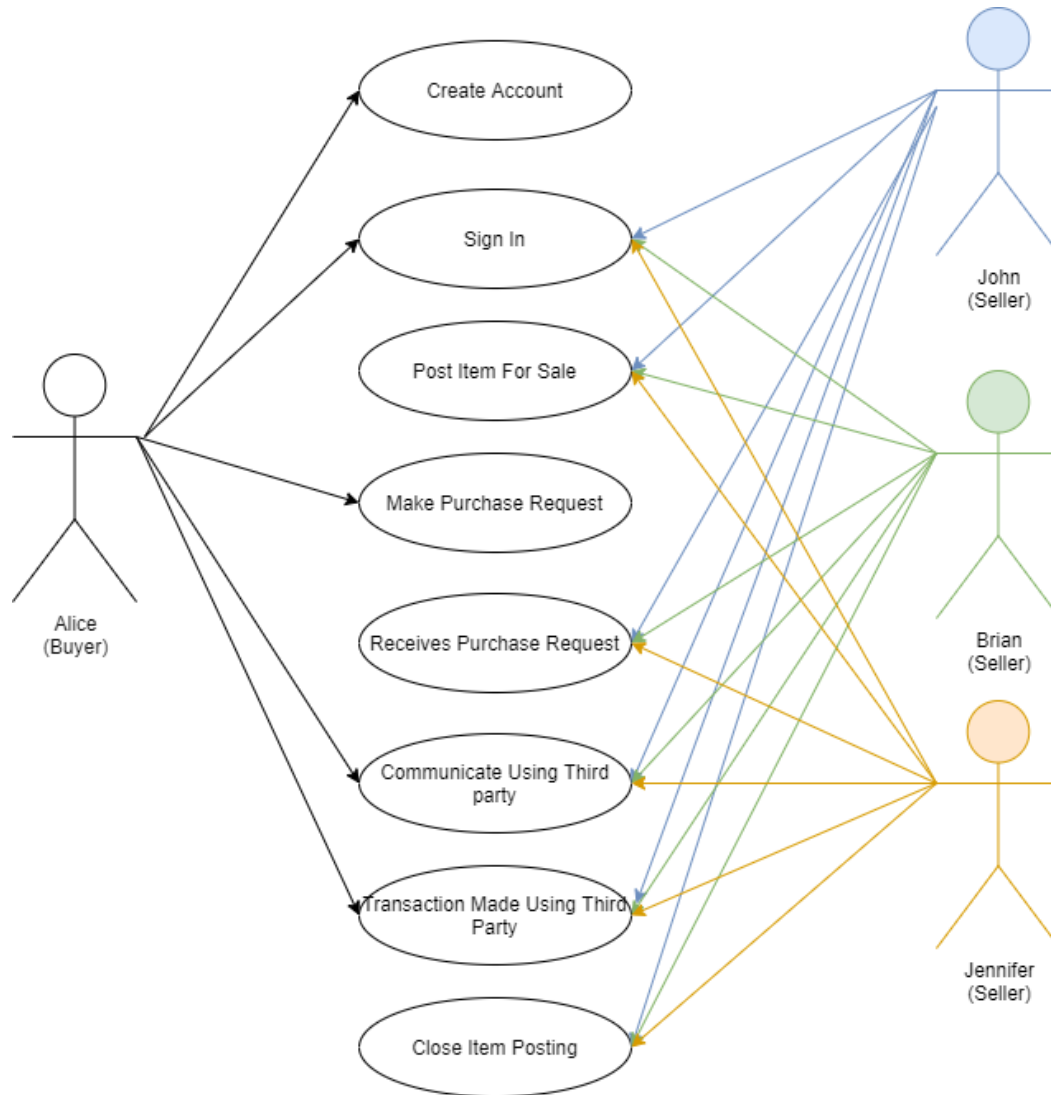 Create Account
Sign In
John
(Seller)
Post Item For Sale
Make Purchase Request
Alice
(Buyer)
Receives Purchase Request
Brian
(Seller)
Communicate Using Third
party
Transaction Made Using Third
Party
Jennifer
(Seller)
Close Item Posting